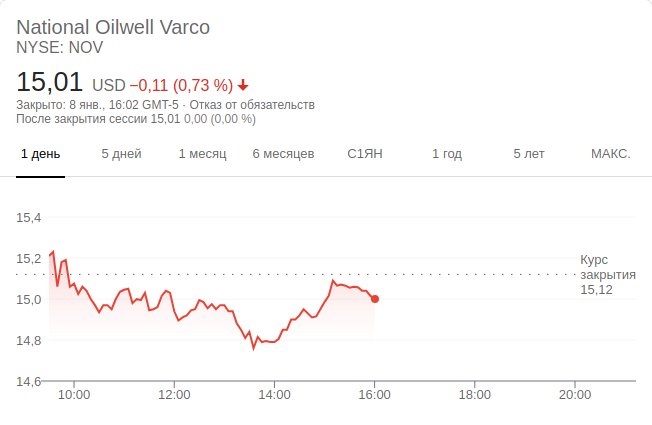 National Oilwell Varco
NYSE: NOV
15,01 USD −0,11 (0,73 %)
Закрыто: 8 янв., 16:02 GMT-5 · Отказ от обязательств
После закрытия сессии 15,01 0,00 (0,00 %)
1 день 5 дней 1 месяц 6 месяцев С1ЯН 1 год 5 лет МАКС.
15,4
15,2
15,0
14,8
14,6
Курс
закрытия
15,12
10:00 12:00 14:00 16:00 18:00 20:00